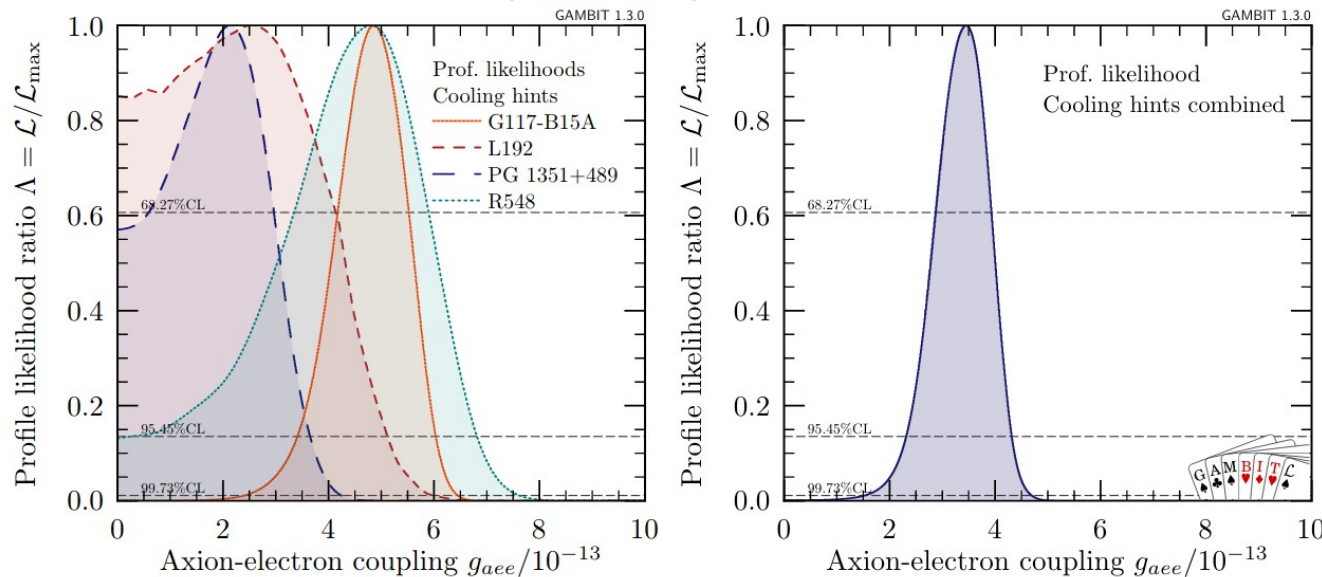 GAMBIT 1.3.0
Profile likelihood ratio Λ = ℒ/ℒmax
1.0
0.8
0.6
0.4
0.2
0.0
Prof. likelihoods
Cooling hints
G117-B15A
L192
PG 1351+489
R548
68.27%CL
95.45%CL
99.73%CL
0 2 4 6 8 10
Axion-electron coupling gaee/10⁻¹³
GAMBIT 1.3.0
Profile likelihood ratio Λ = ℒ/ℒmax
1.0
0.8
0.6
0.4
0.2
0.0
Prof. likelihood
Cooling hints combined
68.27%CL
95.45%CL
99.73%CL
G A M B I T
0 2 4 6 8 10
Axion-electron coupling gaee/10⁻¹³